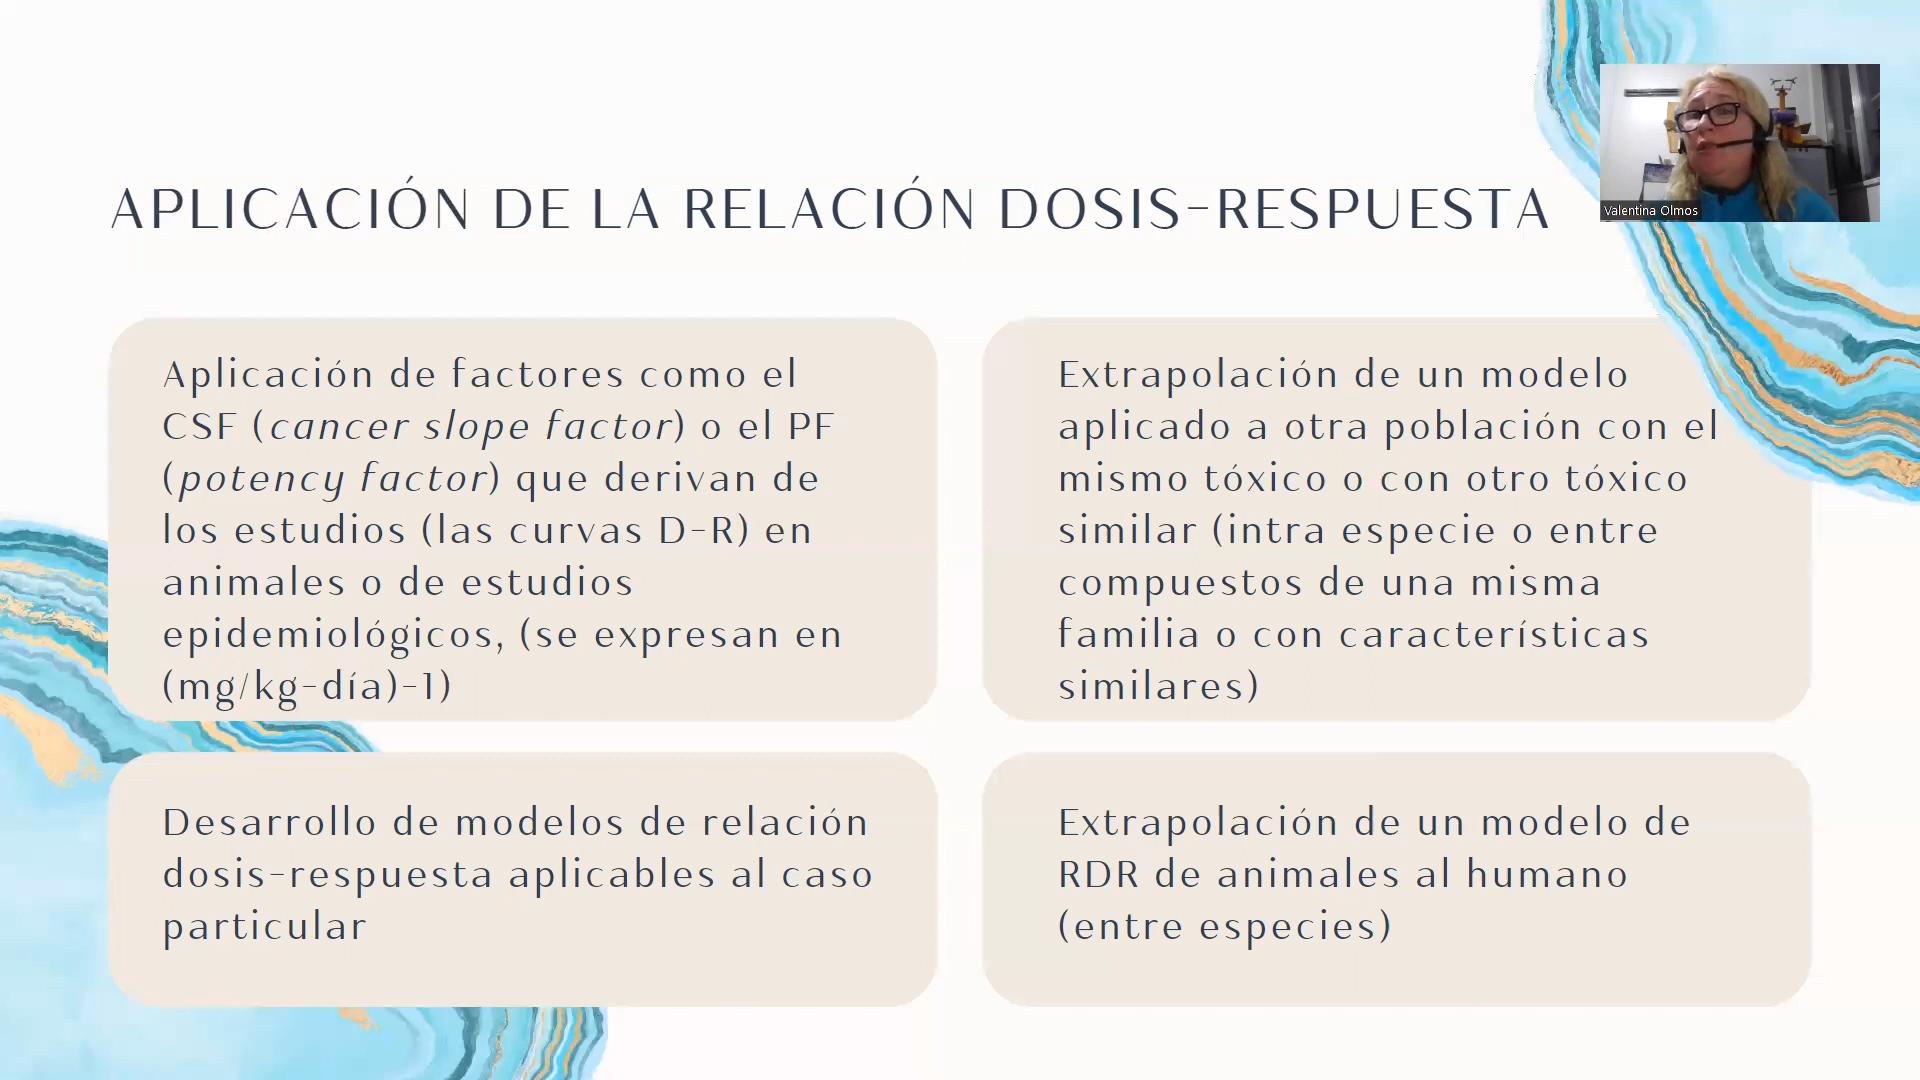 Valentina Olmos
APLICACIÓN DE LA RELACIÓN DOSIS-RESPUESTA
Aplicación de factores como el
CSF (cancer slope factor) o el PF
(potency factor) que derivan de
los estudios (las curvas D-R) en
animales o de estudios
epidemiológicos, (se expresan en
(mg/kg-día)-1)
Extrapolación de un modelo
aplicado a otra población con el
mismo tóxico o con otro tóxico
similar (intra especie o entre
compuestos de una misma
familia o con características
similares)
Desarrollo de modelos de relación
dosis-respuesta aplicables al caso
particular
Extrapolación de un modelo de
RDR de animales al humano
(entre especies)